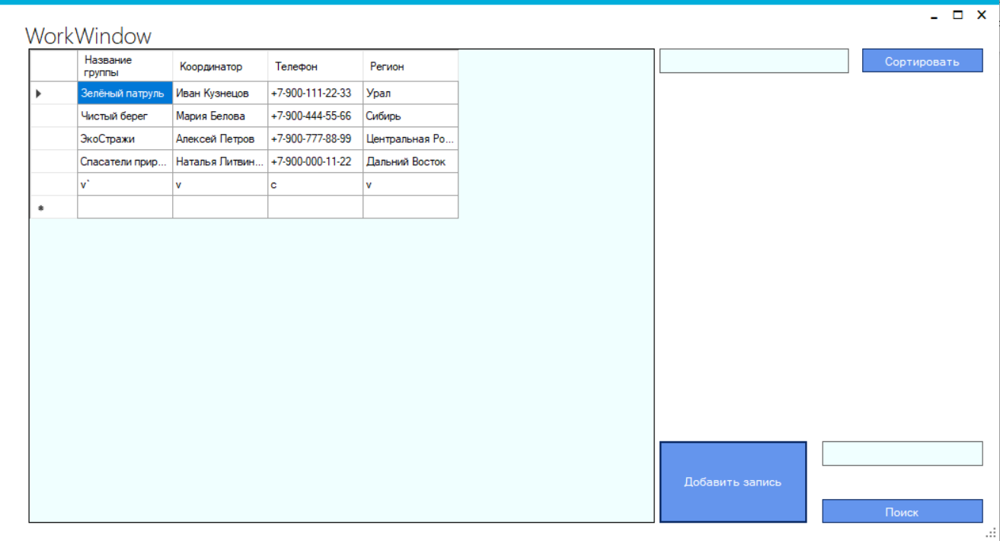 WorkWindow
Название группы Координатор Телефон Регион
Зелёный патруль Иван Кузнецов +7-900-111-22-33 Урал
Чистый берег Мария Белова +7-900-444-55-66 Сибирь
ЭкоСтражи Алексей Петров +7-900-777-88-99 Центральная Ро...
Спасатели прир... Наталья Литвин... +7-900-000-11-22 Дальний Восток
v` v c v
Сортировать
Добавить запись
Поиск